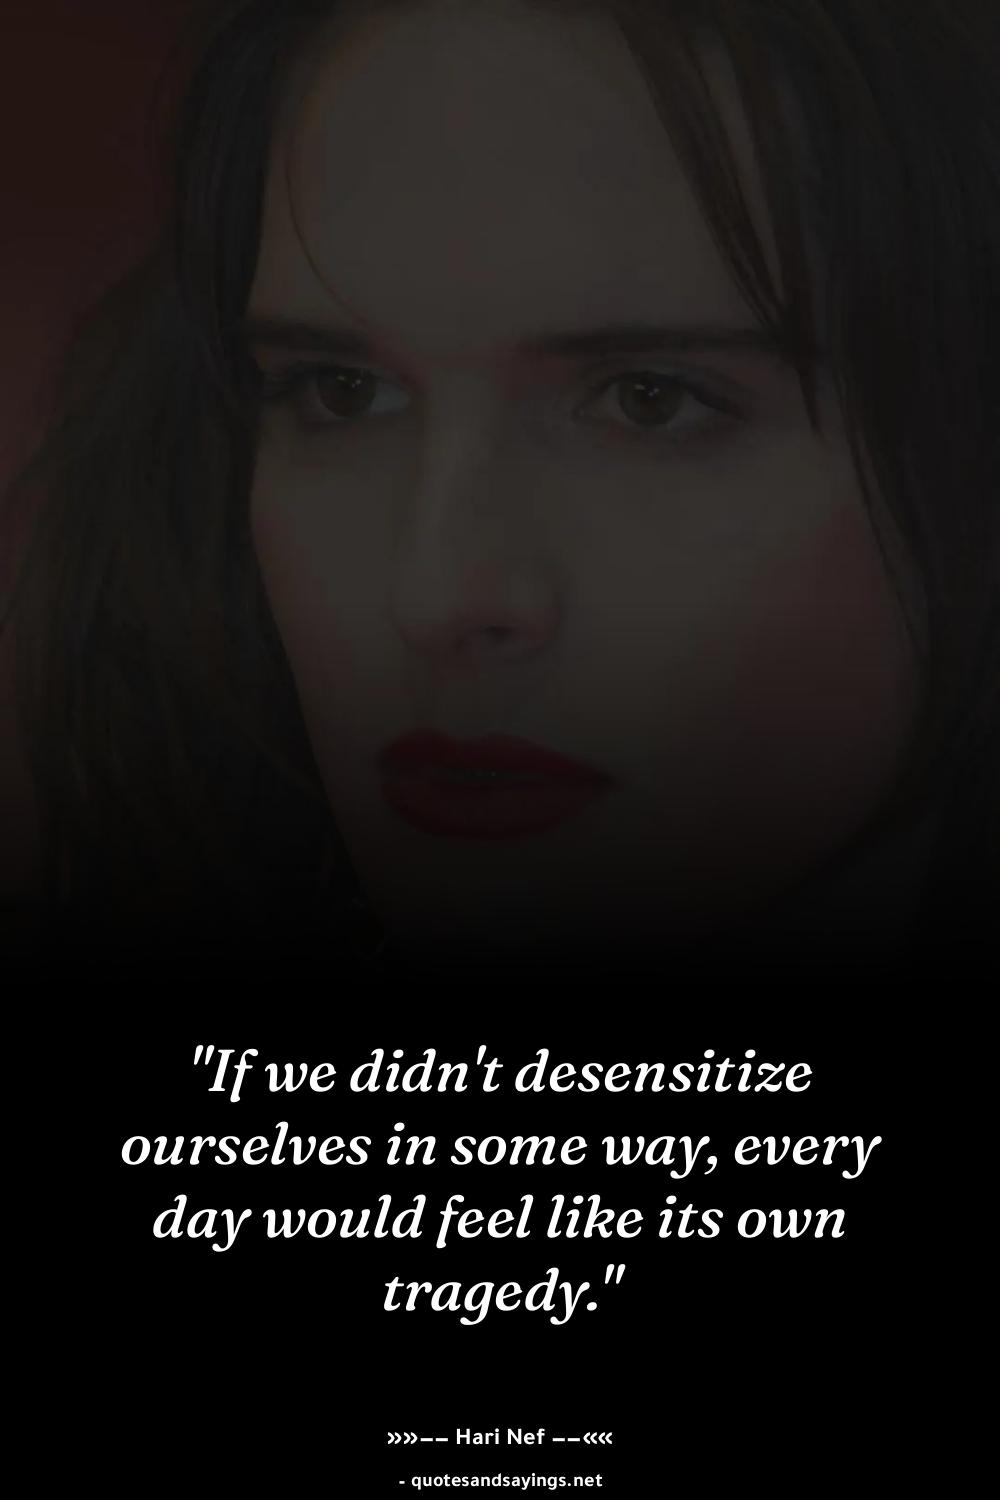 "If we didn't desensitize
ourselves in some way, every
day would feel like its own
tragedy."
»»−− Hari Nef −−««
- quotesandsayings.net